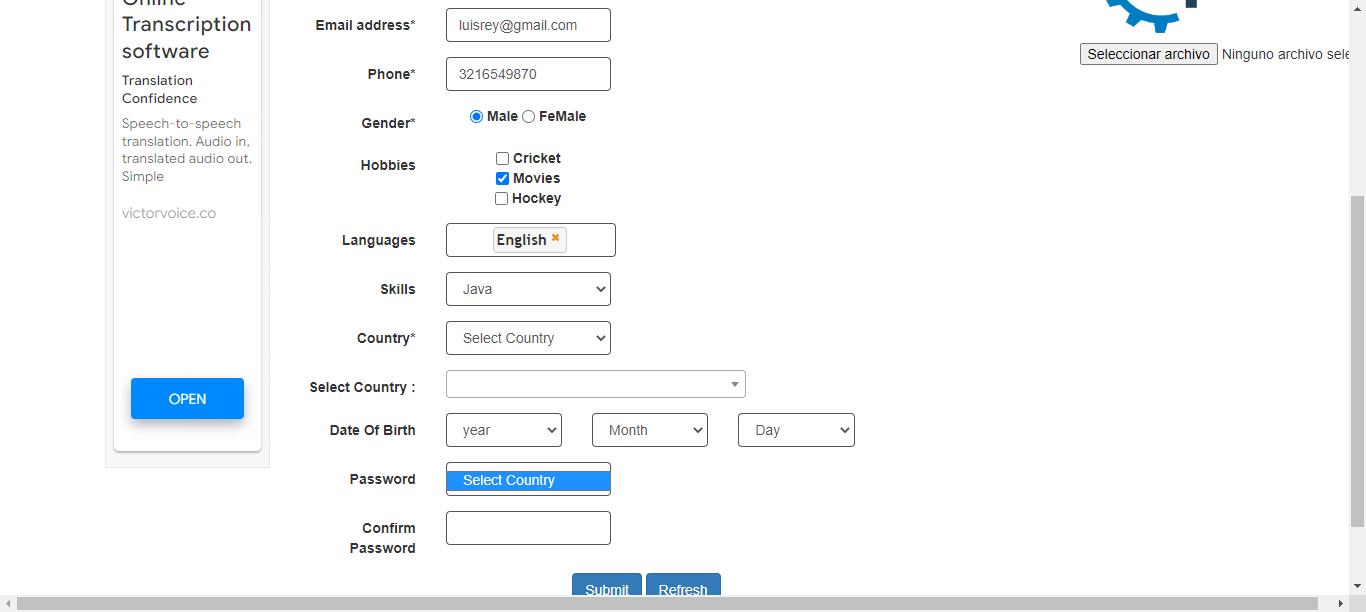 Online
Transcription
software
Translation
Confidence
Speech-to-speech
translation. Audio in,
translated audio out.
Simple
victorvoice.co
OPEN
Email address* luisrey@gmail.com
Phone* 3216549870
Gender* Male FeMale
Hobbies Cricket
Movies
Hockey
Languages English
Skills Java
Country* Select Country
Select Country :
Date Of Birth year Month Day
Password Select Country
Confirm
Password
Submit Refresh
Seleccionar archivo Ninguno archivo sele